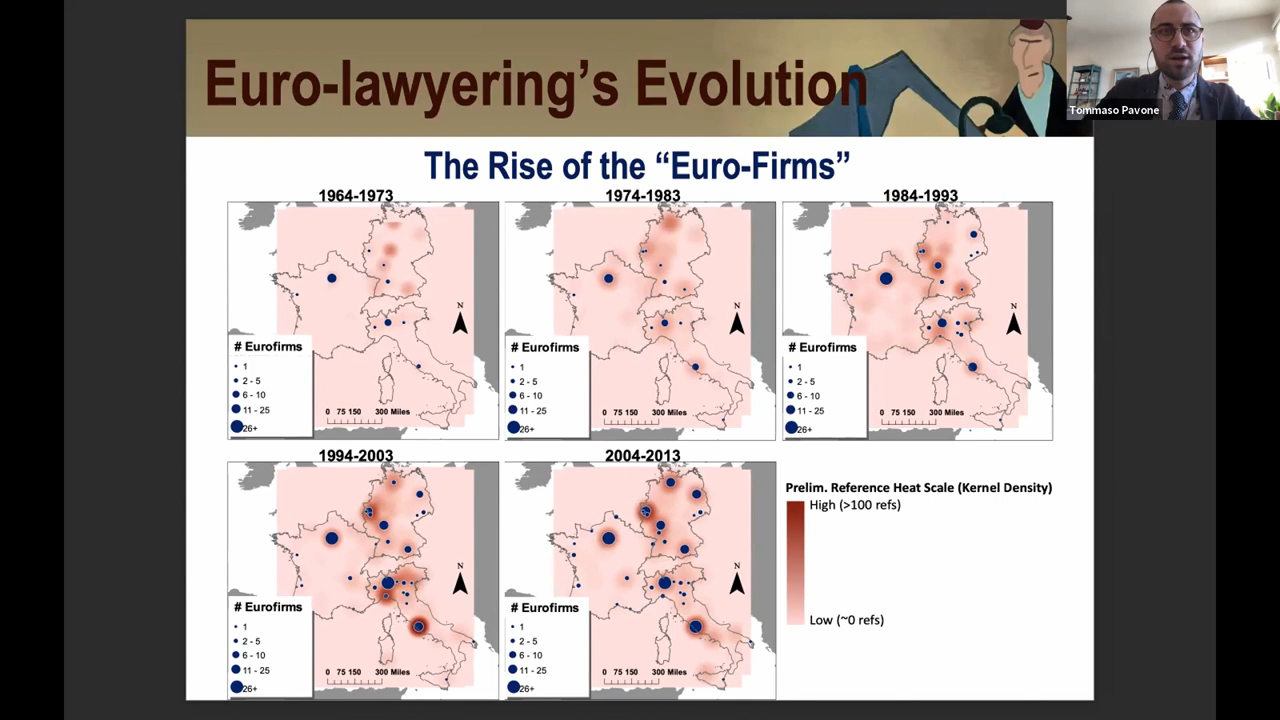 Euro-lawyering's Evolution
Tommaso Pavone
The Rise of the “Euro-Firms”
1964-1973
N
# Eurofirms
1
2 - 5
6 - 10
11 - 25
26+
0 75 150 300 Miles
1974-1983
N
# Eurofirms
1
2 - 5
6 - 10
11 - 25
26+
0 75 150 300 Miles
1984-1993
N
# Eurofirms
1
2 - 5
6 - 10
11 - 25
26+
0 75 150 300 Miles
1994-2003
N
# Eurofirms
1
2 - 5
6 - 10
11 - 25
26+
0 75 150 300 Miles
2004-2013
N
# Eurofirms
1
2 - 5
6 - 10
11 - 25
26+
0 75 150 300 Miles
Prelim. Reference Heat Scale (Kernel Density)
High (>100 refs)
Low (~0 refs)